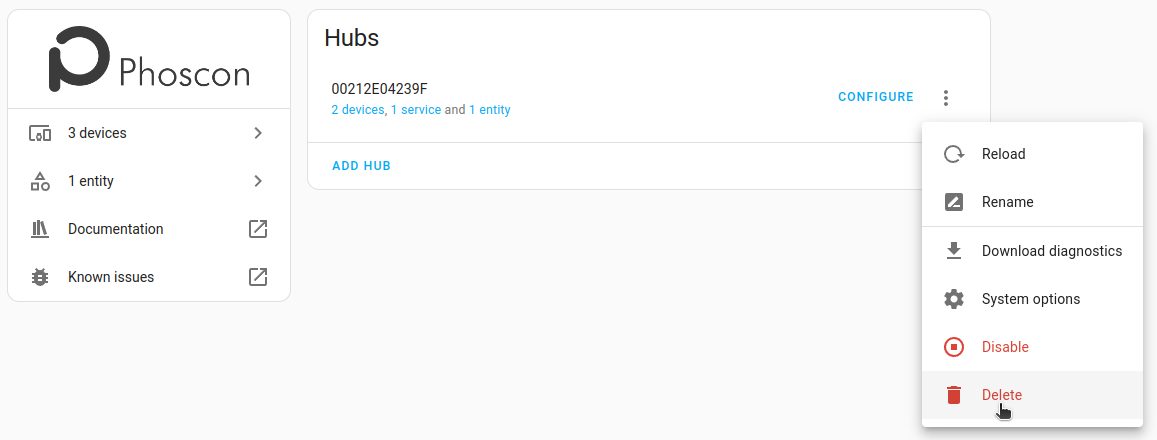 Phoscon
3 devices
1 entity
Documentation
Known issues
Hubs
00212E04239F
2 devices, 1 service and 1 entity
CONFIGURE
ADD HUB
Reload
Rename
Download diagnostics
System options
Disable
Delete